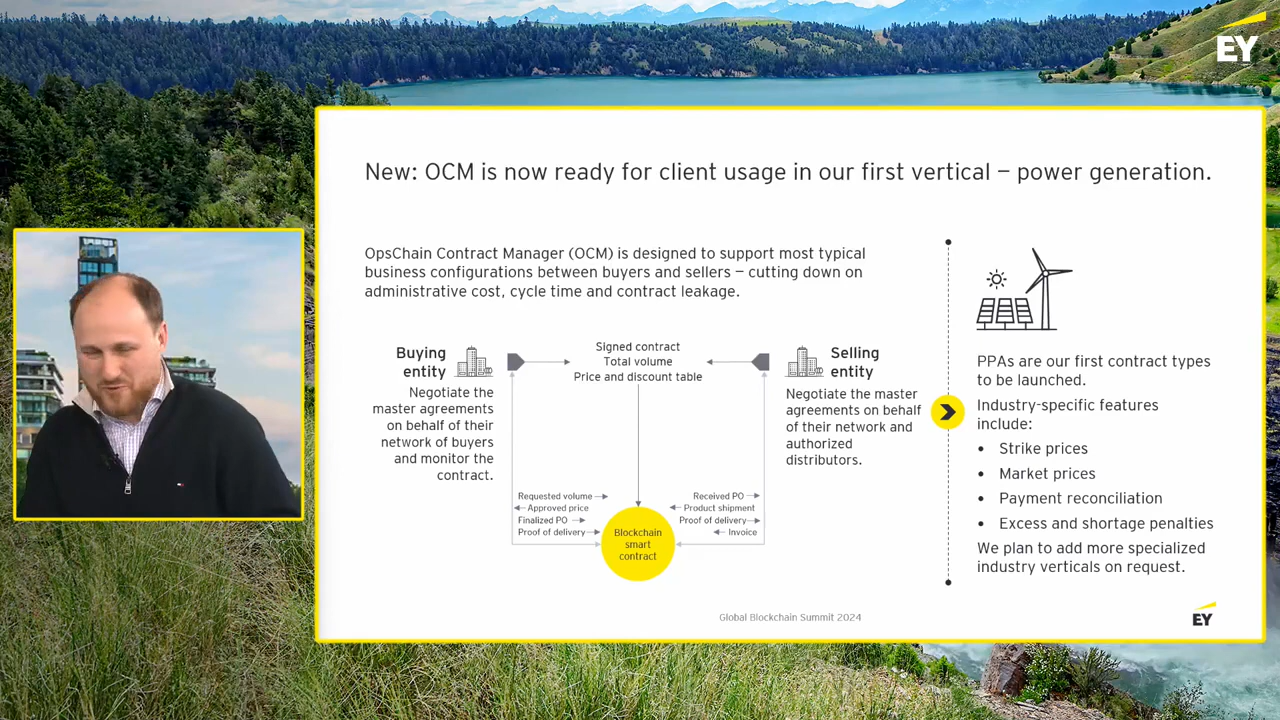 EY
New: OCM is now ready for client usage in our first vertical – power generation.
OpsChain Contract Manager (OCM) is designed to support most typical
business configurations between buyers and sellers – cutting down on
administrative cost, cycle time and contract leakage.
Buying
entity
Negotiate the
master agreements
on behalf of their
network of buyers
and monitor the
contract.
Signed contract
Total volume
Price and discount table
Selling
entity
Negotiate the master
agreements on behalf
of their network and
authorized
distributors.
Requested volume
Approved price
Finalized PO
Proof of delivery
Blockchain
smart
contract
Received PO
Product shipment
Proof of delivery
Invoice
PPAs are our first contract types
to be launched.
Industry-specific features
include:
• Strike prices
• Market prices
• Payment reconciliation
• Excess and shortage penalties
We plan to add more specialized
industry verticals on request.
Global Blockchain Summit 2024
EY